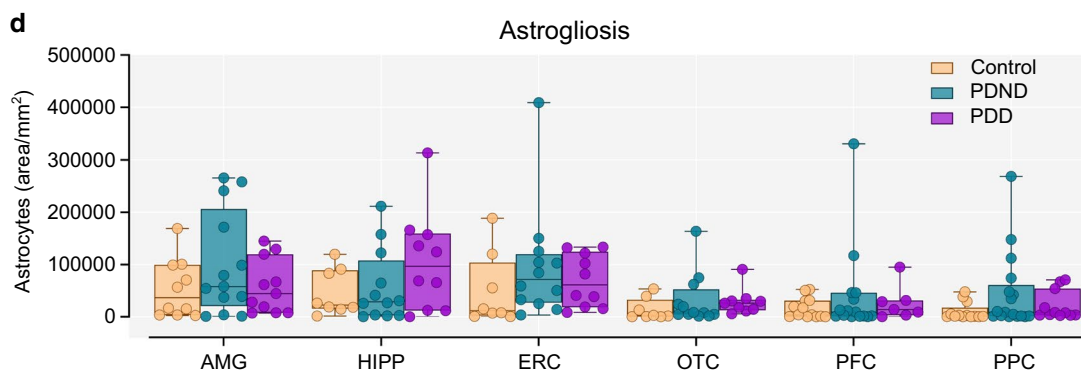 d
Astrogliosis
Astrocytes (area/mm²)
500000
400000
300000
200000
100000
0
Control
PDND
PDD
AMG HIPP ERC OTC PFC PPC